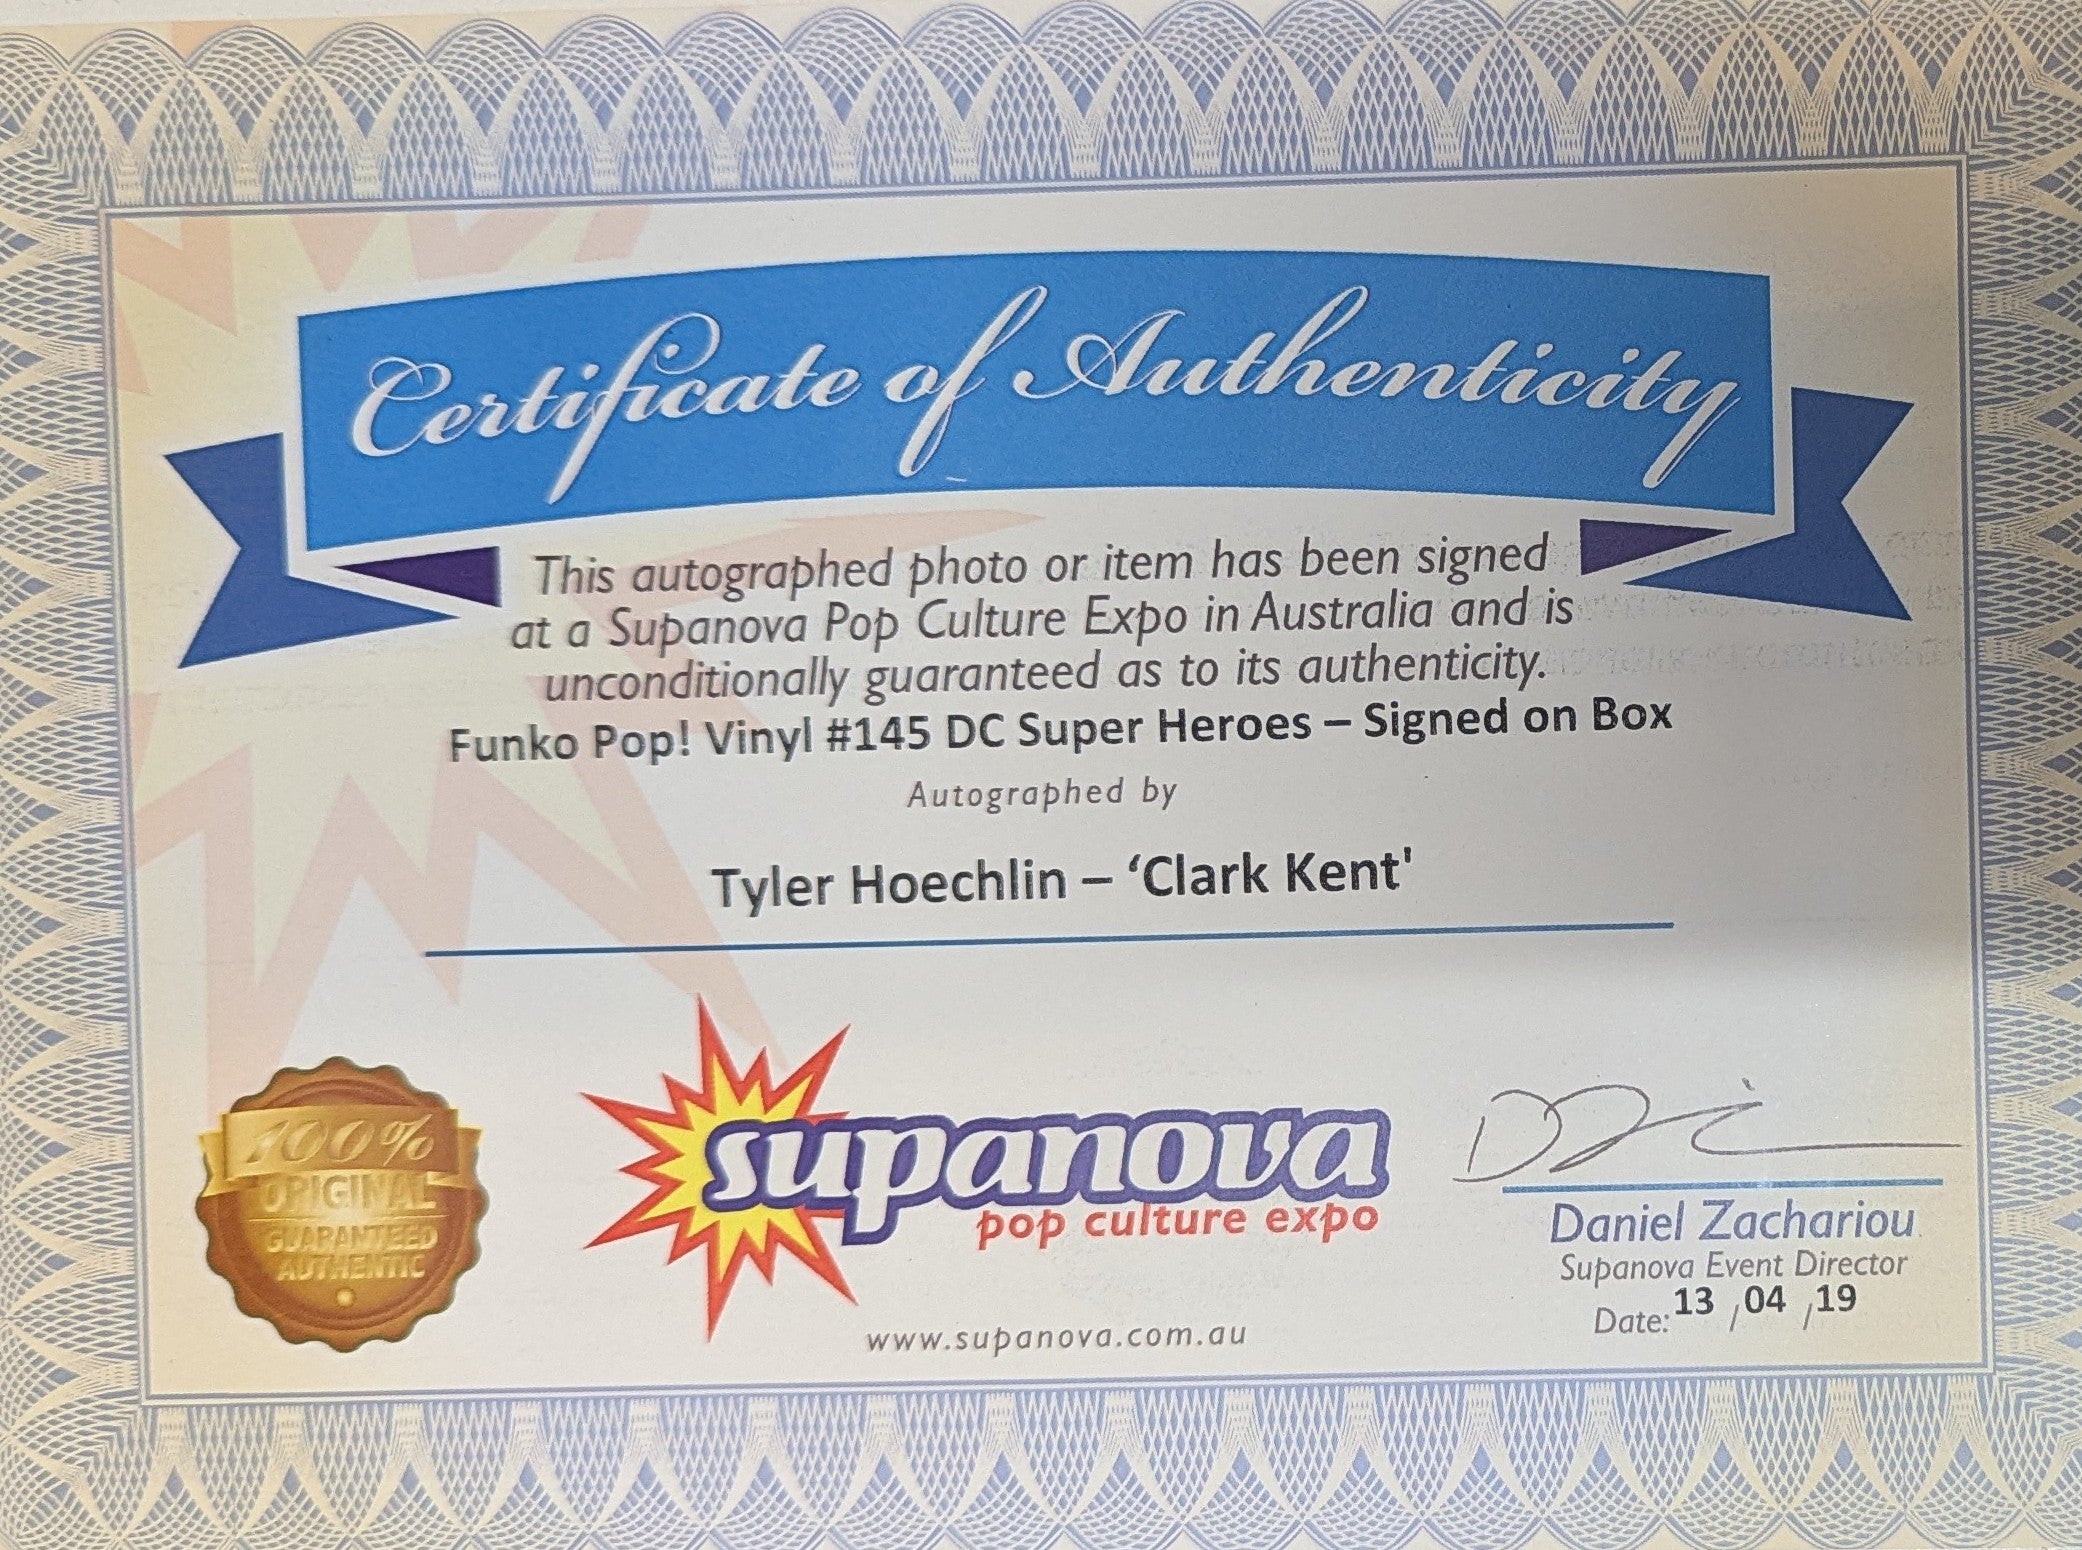 Certificate of Authenticity
This autographed photo or item has been signed
at a Supanova Pop Culture Expo in Australia and is
unconditionally guaranteed as to its authenticity.
Funko Pop! Vinyl #145 DC Super Heroes – Signed on Box
Autographed by
Tyler Hoechlin – ‘Clark Kent'
100%
ORIGINAL
GUARANTEED
AUTHENTIC
supanova
pop culture expo
www.supanova.com.au
Daniel Zachariou
Supanova Event Director
Date: 13 / 04 / 19